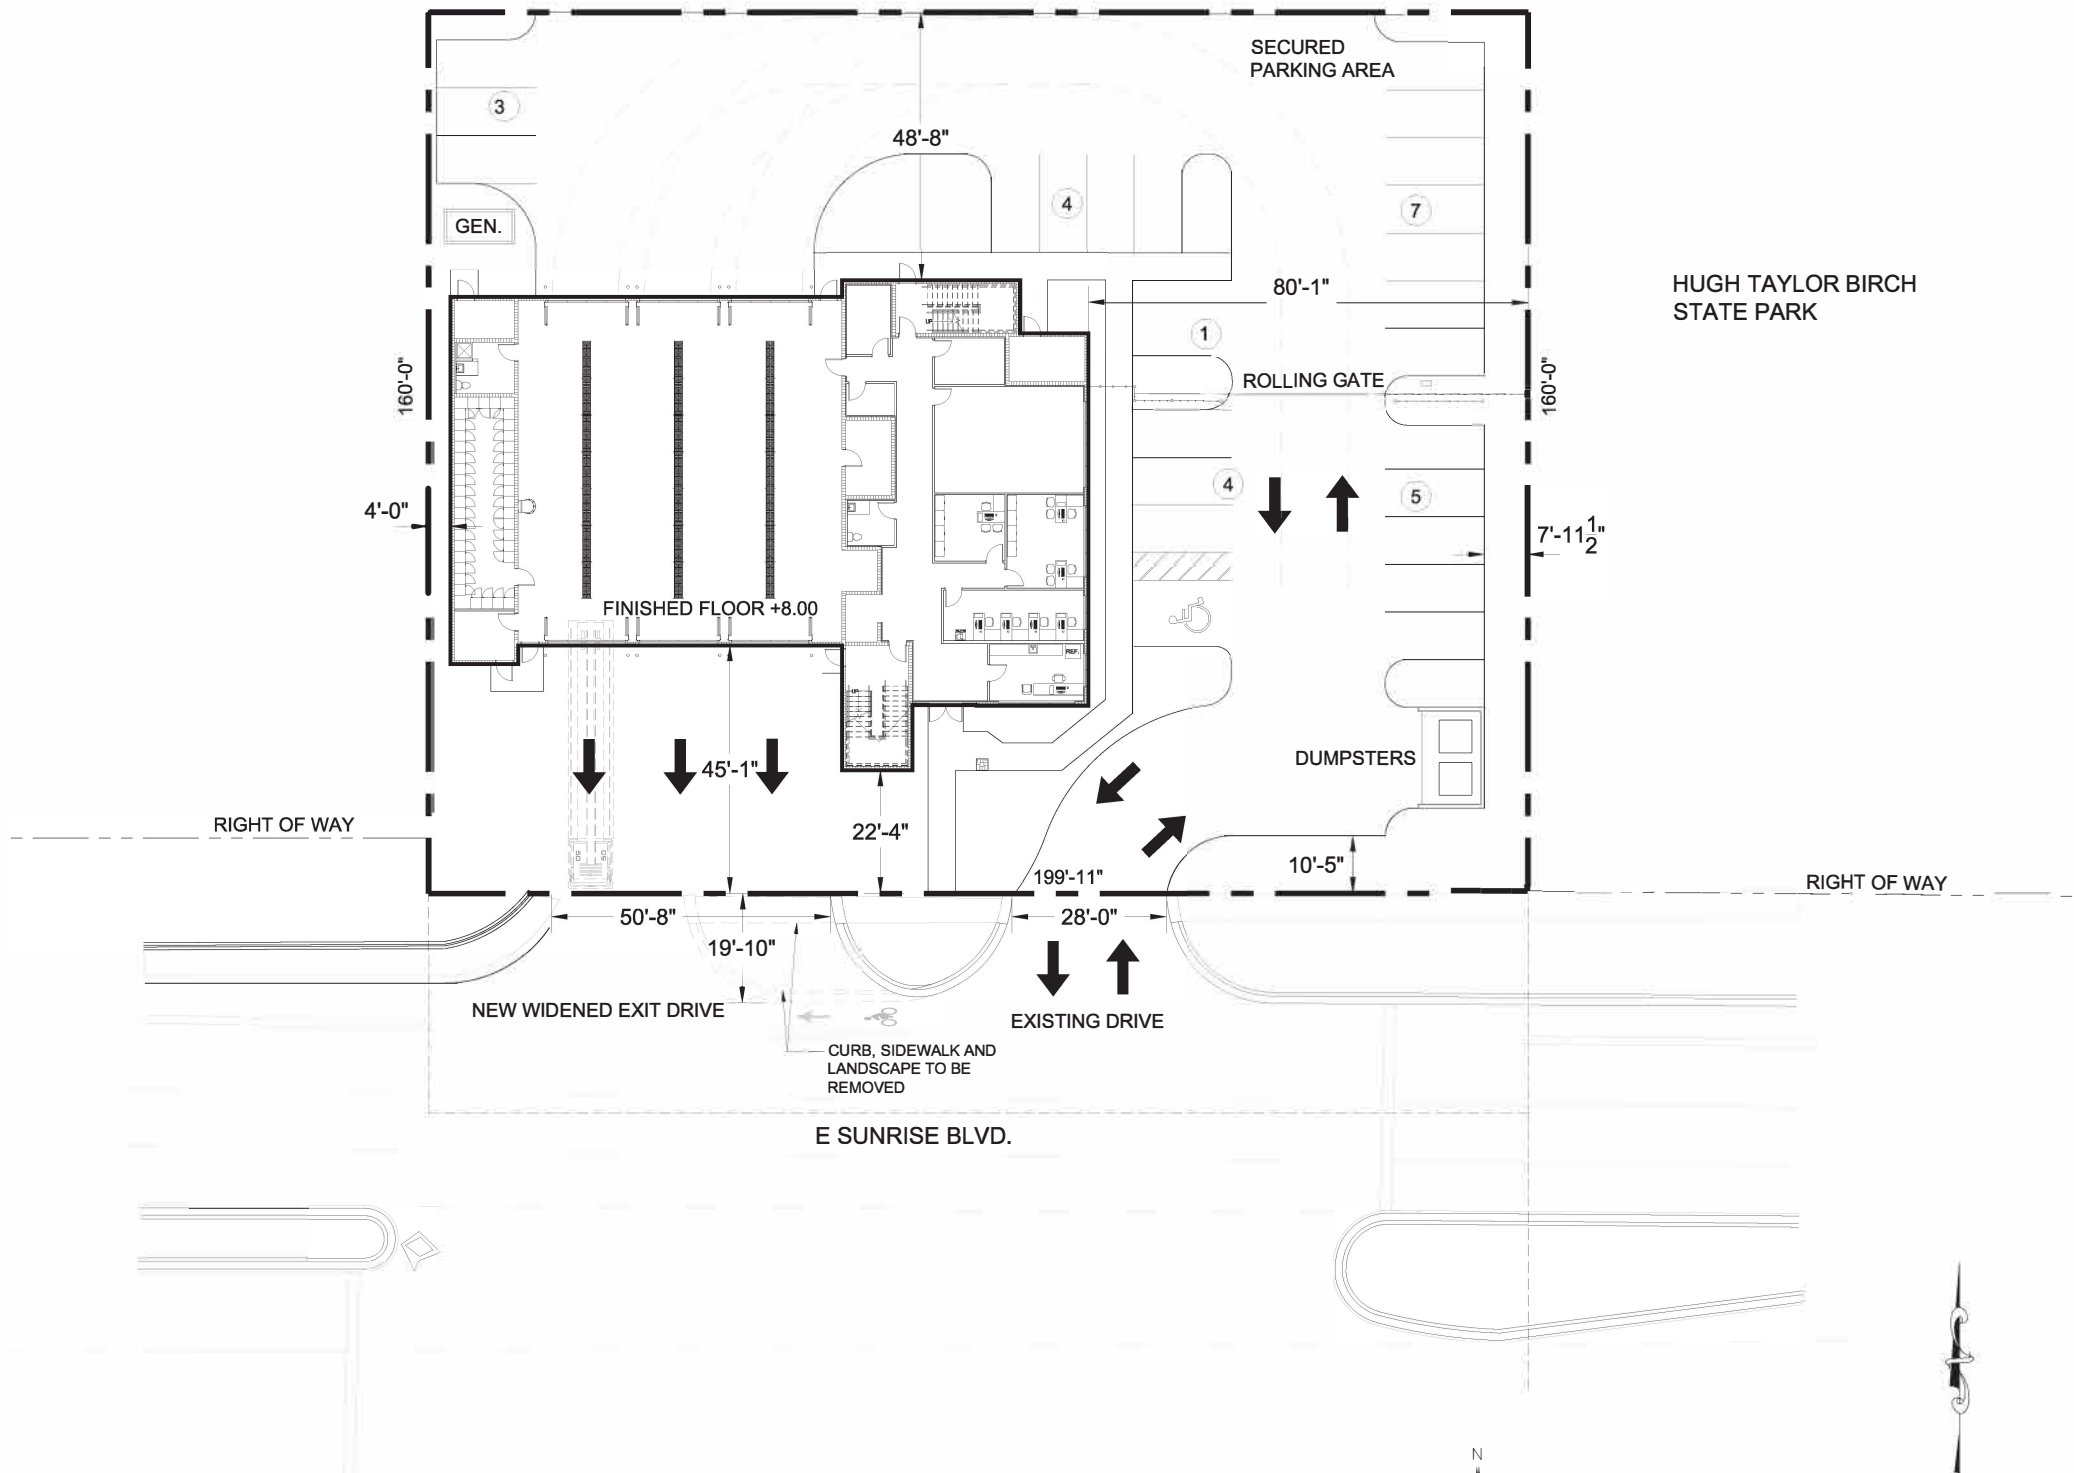 SECURED
PARKING AREA
3
48'-8"
4
7
GEN.
HUGH TAYLOR BIRCH
STATE PARK
80'-1"
UP
1
160'-0"
ROLLING GATE
160'-0"
4'-0"
4
5
7'-11 1/2"
FINISHED FLOOR +8.00
REF.
UP
45'-1"
DUMPSTERS
RIGHT OF WAY
22'-4"
10'-5"
199'-11"
RIGHT OF WAY
50'-8"
28'-0"
19'-10"
NEW WIDENED EXIT DRIVE
EXISTING DRIVE
CURB, SIDEWALK AND
LANDSCAPE TO BE
REMOVED
E SUNRISE BLVD.
N